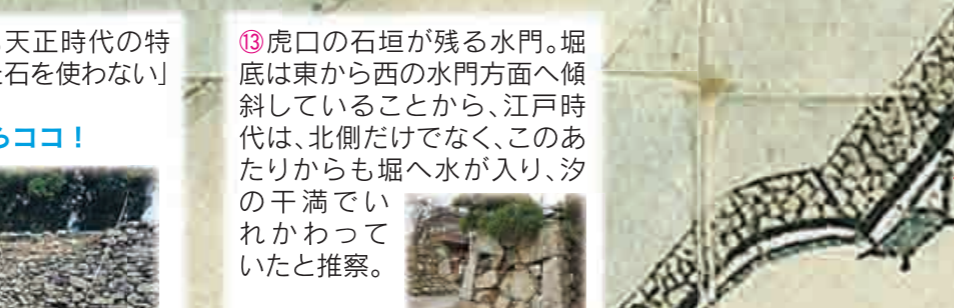 天正時代の特
石を使わない」
らココ！
⑬虎口の石垣が残る水門。堀
底は東から西の水門方面へ傾
斜していることから、江戸時
代は、北側だけでなく、このあ
たりからも堀へ水が入り、汐
の干満でい
れかわって
いたと推察。